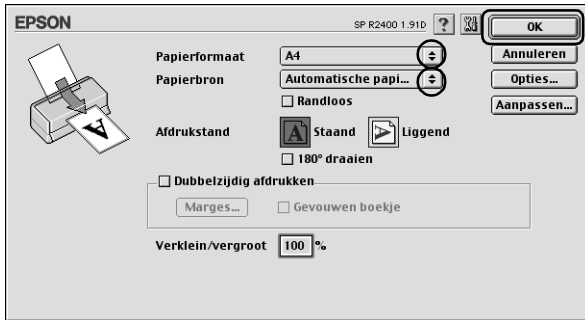 EPSON SP R2400 1.91D ? OK
Papierformaat A4 Annuleren
Papierbron Automatische papi... Opties...
Randloos Aanpassen...
Afdrukstand A Staand A Liggend
180° draaien
Dubbelzijdig afdrukken
Marges... Gevouwen boekje
Verklein/vergroot 100 %
A